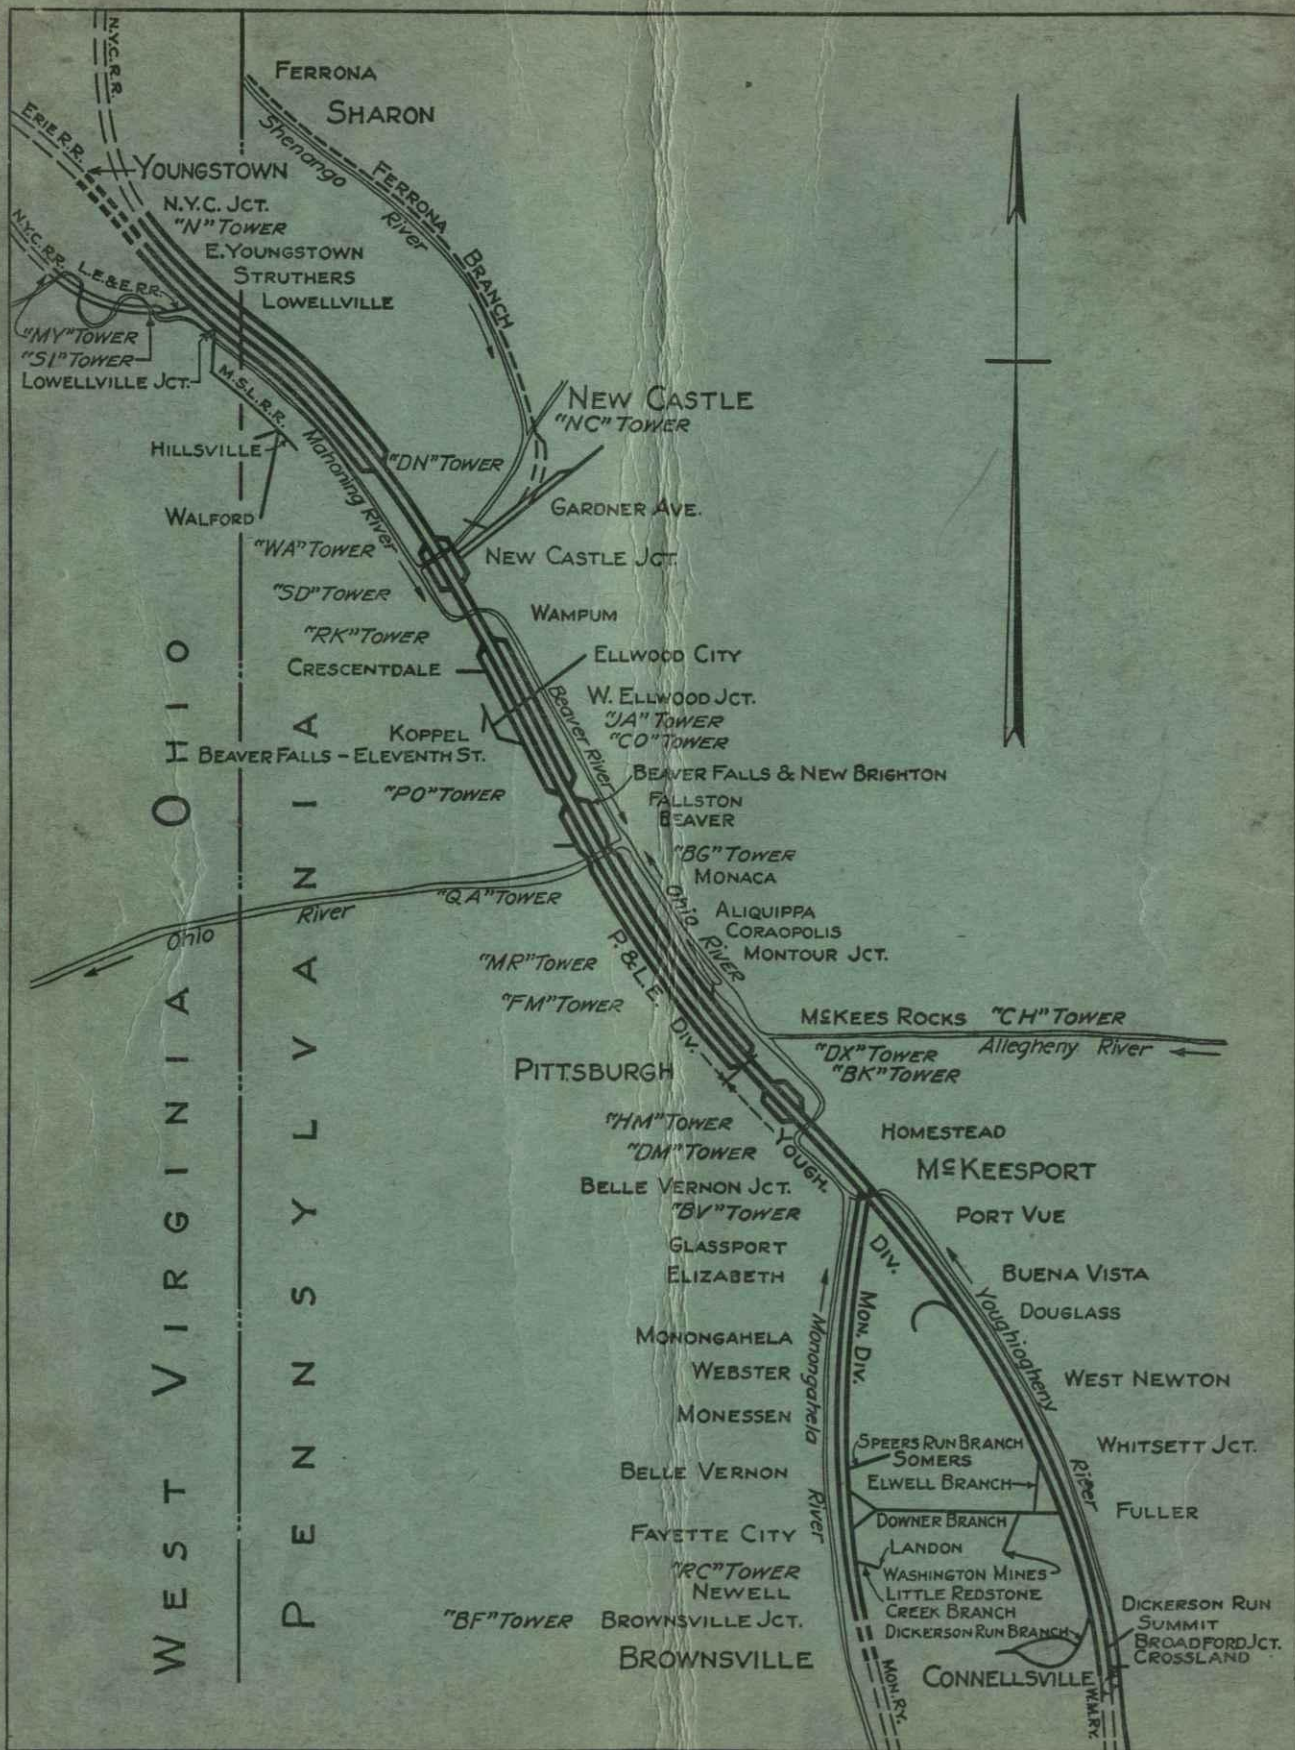 N.Y.C.R.R.
FERRONA
SHARON
ERIE R.R.
Shenango
River
FERRONA
BRANCH
YOUNGSTOWN
N.Y.C. JCT.
"N" TOWER
E. YOUNGSTOWN
STRUTHERS
LOWELLVILLE
N.Y.C. R.R.
L.E.&E. R.R.
"MY" TOWER
"SI" TOWER
LOWELLVILLE JCT.
M.S.L.R.R.
NEW CASTLE
"NC" TOWER
HILLSVILLE
Mahoning River
"DN" TOWER
WALFORD
GARDNER AVE.
"WA" TOWER
NEW CASTLE JCT.
"SD" TOWER
WAMPUM
"RK" TOWER
CRESCENTDALE
ELLWOOD CITY
Beaver River
W. ELLWOOD JCT.
"JA" TOWER
"CO" TOWER
KOPPEL
BEAVER FALLS - ELEVENTH ST.
BEAVER FALLS & NEW BRIGHTON
"PO" TOWER
FALLSTON
BEAVER
"BG" TOWER
MONACA
"QA" TOWER
Ohio
River
Ohio RIVER
ALIQUIPPA
CORAOPOLIS
MONTOUR JCT.
P. & L.E. DIV.
"MR" TOWER
"FM" TOWER
McKEES ROCKS "CH" TOWER
Allegheny River
"DX" TOWER
"BK" TOWER
PITTSBURGH
"HM" TOWER
"DM" TOWER
YOUGH. DIV.
HOMESTEAD
McKEESPORT
BELLE VERNON JCT.
"BV" TOWER
PORT VUE
GLASSPORT
ELIZABETH
BUENA VISTA
DOUGLASS
Youghiogheny
River
MON. DIV.
Monongahela
River
MONONGAHELA
WEBSTER
MONESSEN
WEST NEWTON
WHITSETT JCT.
SPEERS RUN BRANCH
SOMERS
BELLE VERNON
ELWELL BRANCH
FULLER
DOWNER BRANCH
FAYETTE CITY
LANDON
WASHINGTON MINES
"RC" TOWER
NEWELL
LITTLE REDSTONE
CREEK BRANCH
"BF" TOWER BROWNSVILLE JCT.
DICKERSON RUN BRANCH
DICKERSON RUN
SUMMIT
BROADFORD JCT.
CROSSLAND
BROWNSVILLE
CONNELLSVILLE
MON. RY.
W.M.RY.
WEST VIRGINIA OHIO
PENNSYLVANIA